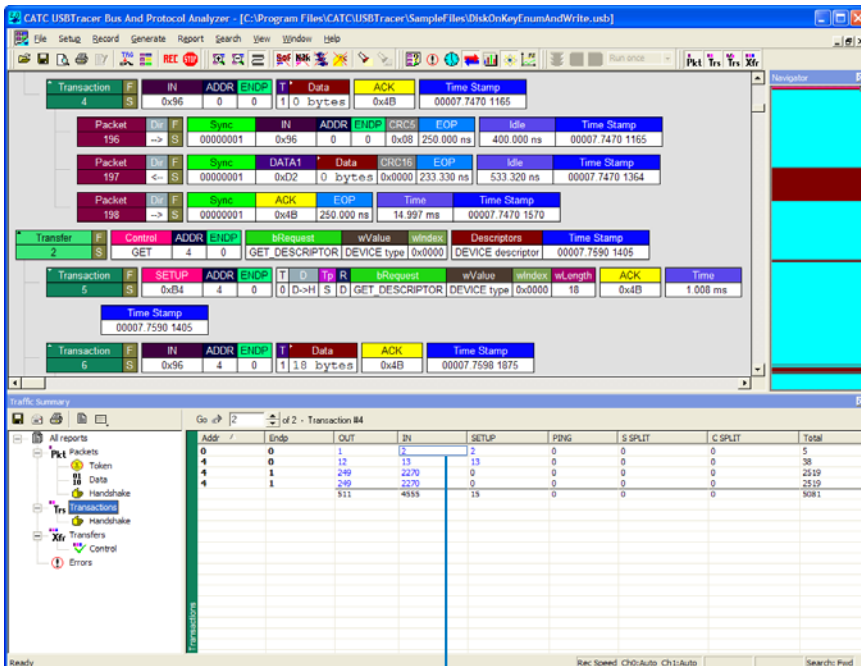 CATC USBTracer Bus And Protocol Analyzer - [C:\Program Files\CATC\USBTracer\SampleFiles\DiskOnKeyEnumAndWrite.usb]
File Setup Record Generate Report Search View Window Help
REC Run once Pkt Trs Trs Xfr
Transaction F IN ADDR ENDP T Data ACK Time Stamp
4 S 0x96 0 0 1 0 bytes 0x4B 00007.7470 1165
Packet Dir F Sync IN ADDR ENDP CRC5 EOP Idle Time Stamp
196 --> S 00000001 0x96 0 0 0x08 250.000 ns 400.000 ns 00007.7470 1165
Packet Dir F Sync DATA1 Data CRC16 EOP Idle Time Stamp
197 <-- S 00000001 0xD2 0 bytes 0x0000 233.330 ns 533.320 ns 00007.7470 1364
Packet Dir F Sync ACK EOP Time Time Stamp
198 --> S 00000001 0x4B 250.000 ns 14.997 ms 00007.7470 1570
Transfer F Control ADDR ENDP bRequest wValue wIndex Descriptors Time Stamp
2 S GET 4 0 GET_DESCRIPTOR DEVICE type 0x0000 DEVICE descriptor 00007.7590 1405
Transaction F SETUP ADDR ENDP T D Tp R bRequest wValue wIndex wLength ACK Time
5 S 0xB4 4 0 0 D->H S D GET_DESCRIPTOR DEVICE type 0x0000 18 0x4B 1.008 ms
Time Stamp
00007.7590 1405
Transaction F IN ADDR ENDP T Data ACK Time Stamp
6 S 0x96 4 0 1 18 bytes 0x4B 00007.7598 1875
Navigator
Traffic Summary
Go 2 of 2 - Transaction #4
All reports
Pkt Packets
Token
Data
Handshake
Trs Transactions
Handshake
Xfr Transfers
Control
Errors
Transactions
Addr / Endp OUT IN SETUP PING S SPLIT C SPLIT Total
0 0 1 2 2 0 0 0 5
4 0 12 13 13 0 0 0 38
4 1 249 2270 0 0 0 0 2519
4 1 249 2270 0 0 0 0 2519
511 4555 15 0 0 0 5081
Ready Rec Speed Ch0:Auto Ch1:Auto Search: Fwd